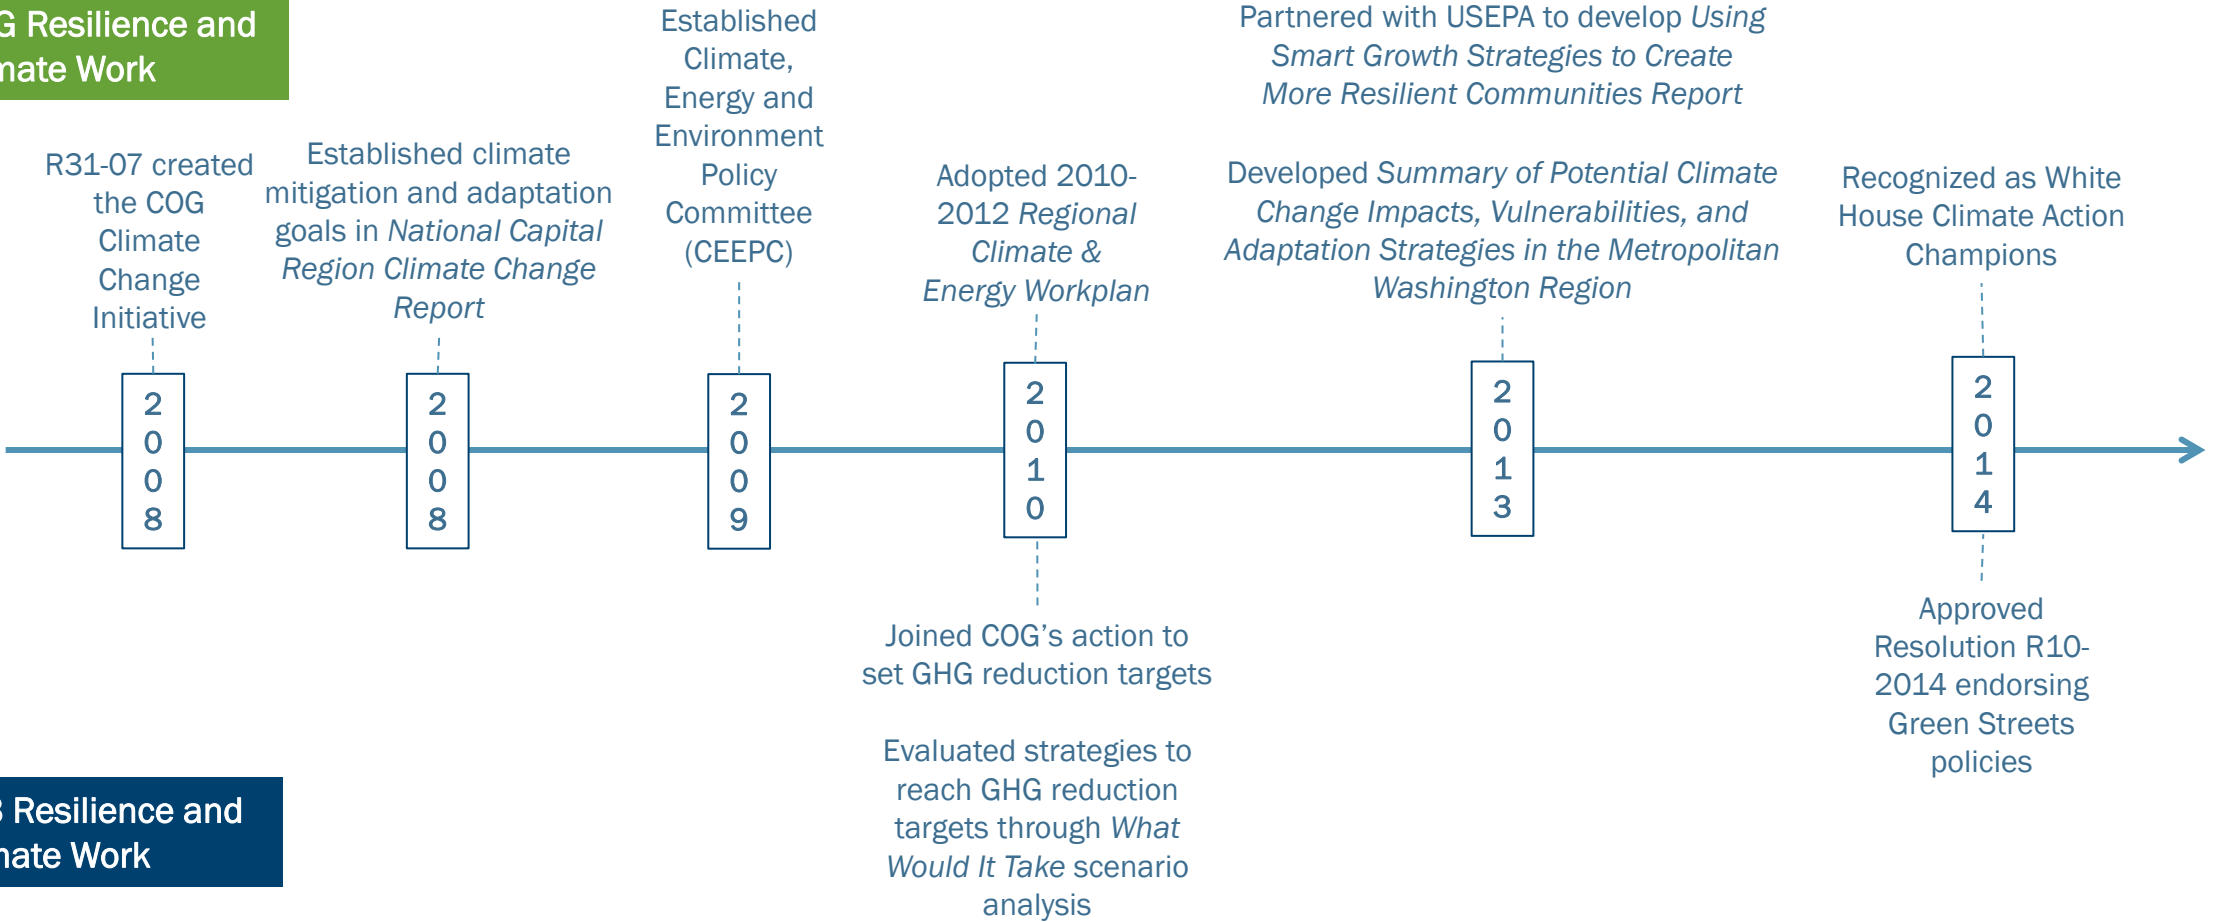 G Resilience and
mate Work
Established
Climate,
Energy and
Environment
Policy
Committee
(CEEPC)
Partnered with USEPA to develop Using
Smart Growth Strategies to Create
More Resilient Communities Report
R31-07 created
the COG
Climate
Change
Initiative
Established climate
mitigation and adaptation
goals in National Capital
Region Climate Change
Report
Adopted 2010-
2012 Regional
Climate &
Energy Workplan
Developed Summary of Potential Climate
Change Impacts, Vulnerabilities, and
Adaptation Strategies in the Metropolitan
Washington Region
Recognized as White
House Climate Action
Champions
2
0
0
8
2
0
0
8
2
0
0
9
2
0
1
0
2
0
1
3
2
0
1
4
Joined COG’s action to
set GHG reduction targets
Evaluated strategies to
reach GHG reduction
targets through What
Would It Take scenario
analysis
Approved
Resolution R10-
2014 endorsing
Green Streets
policies
B Resilience and
mate Work